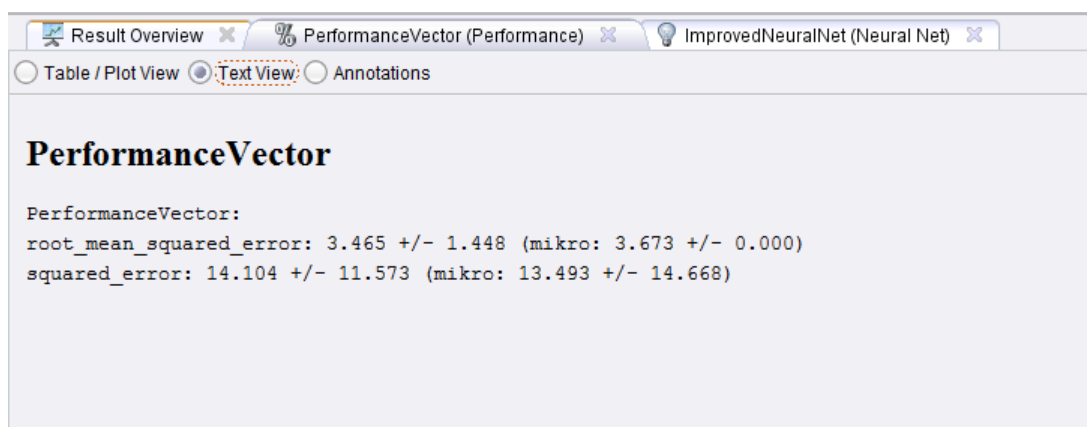 Result Overview PerformanceVector (Performance) ImprovedNeuralNet (Neural Net)
Table / Plot View Text View Annotations
PerformanceVector
PerformanceVector:
root_mean_squared_error: 3.465 +/- 1.448 (mikro: 3.673 +/- 0.000)
squared_error: 14.104 +/- 11.573 (mikro: 13.493 +/- 14.668)